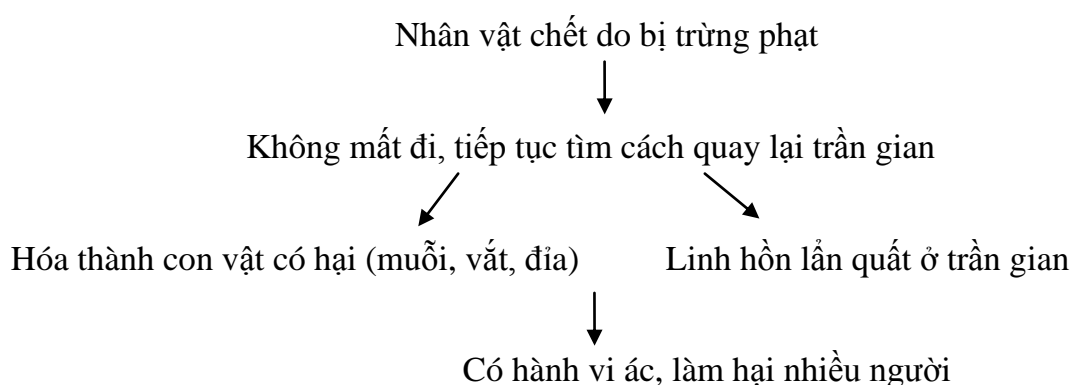 Nhân vật chết do bị trừng phạt
Không mất đi, tiếp tục tìm cách quay lại trần gian
Hóa thành con vật có hại (muỗi, vắt, đỉa)
Linh hồn lẩn quất ở trần gian
Có hành vi ác, làm hại nhiều người